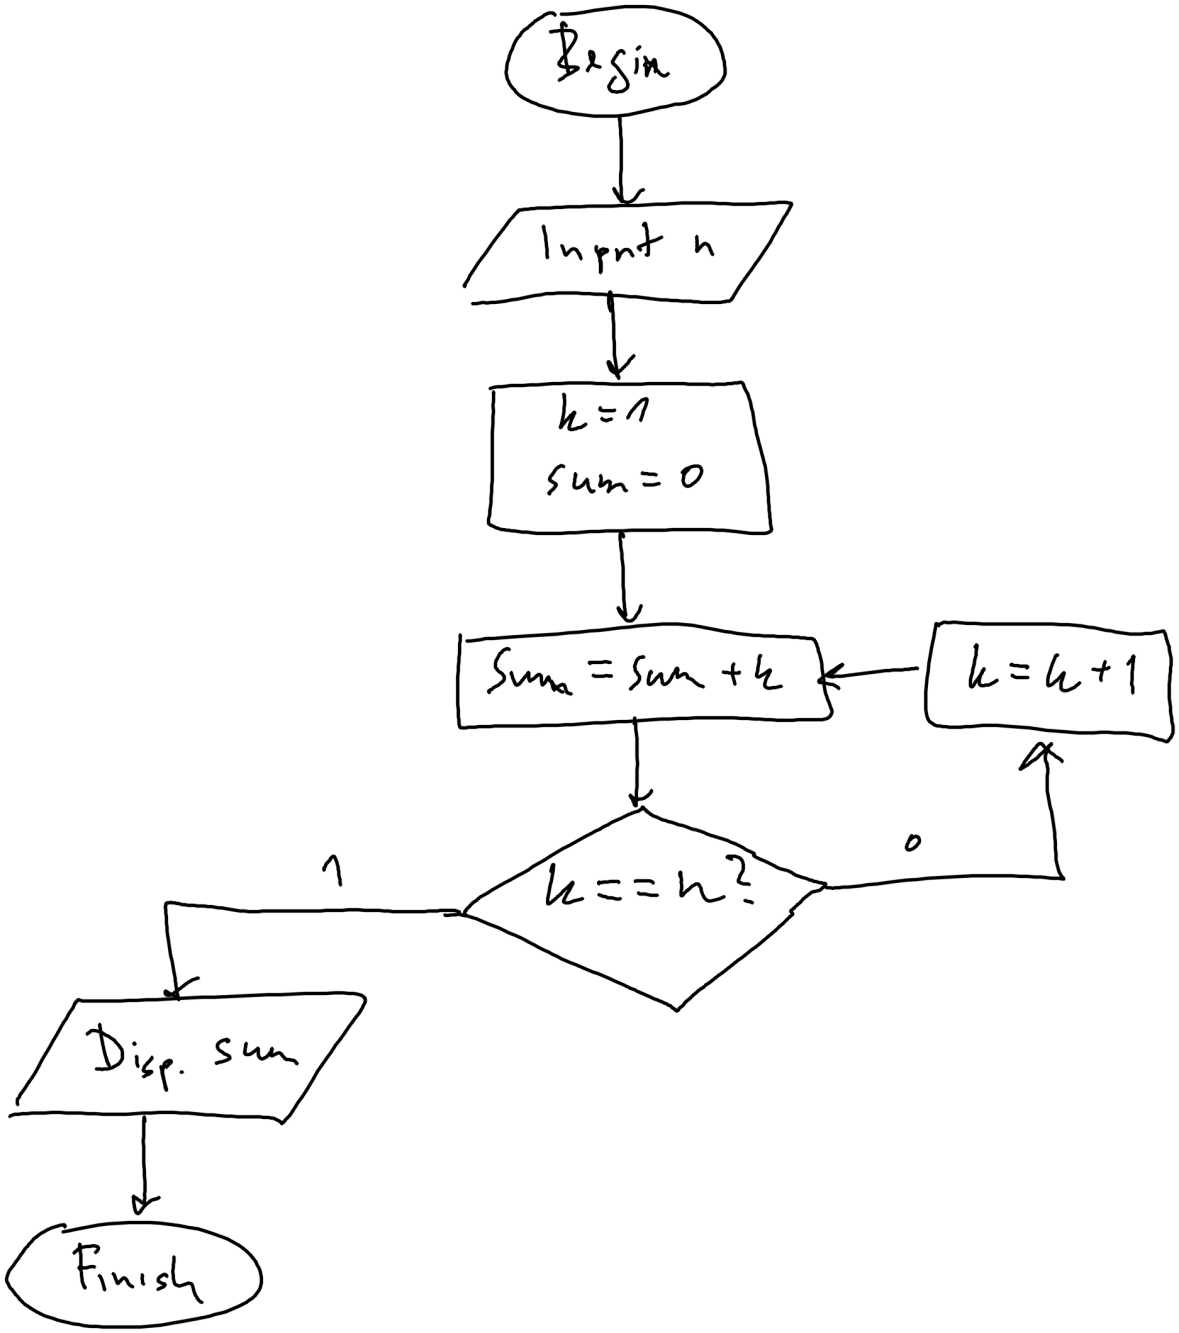 Begin
Input n
k=1
sum=0
Sum=sum+k
k=k+1
k==n?
0
1
Disp. sum
Finish